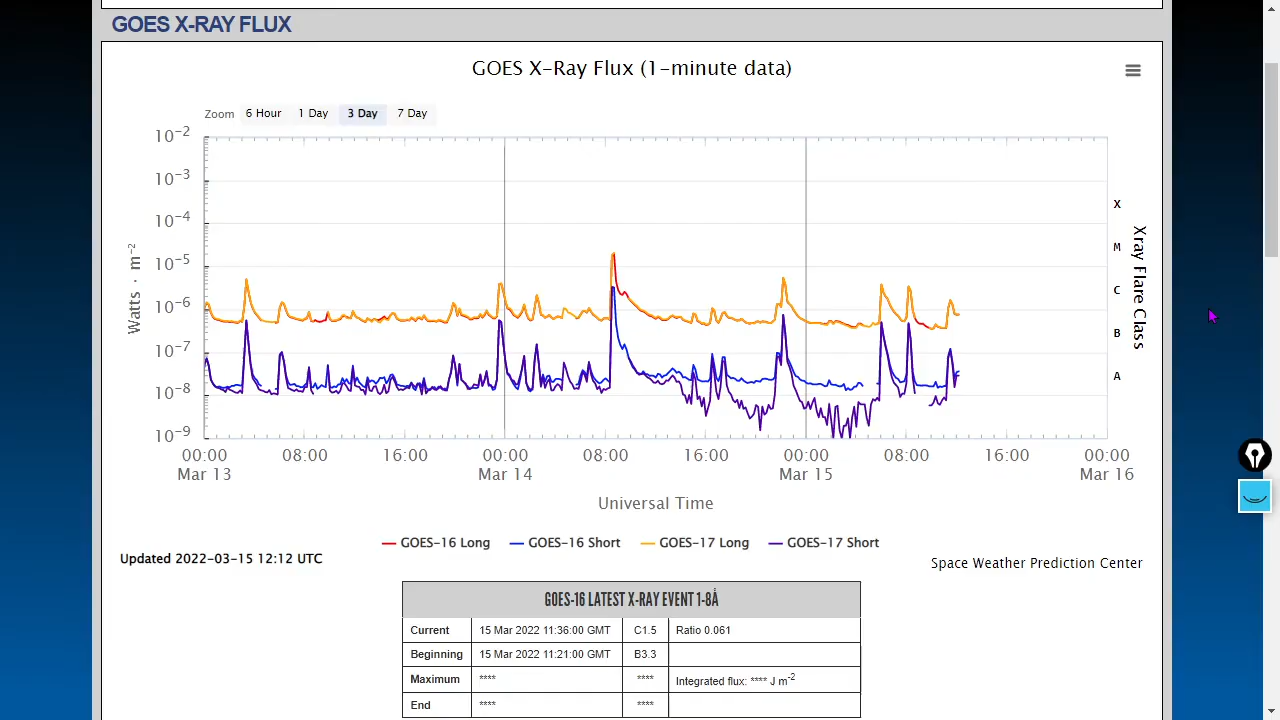 GOES X-RAY FLUX
GOES X-Ray Flux (1-minute data)
Zoom 6 Hour 1 Day 3 Day 7 Day
10-2
10-3
10-4
10-5
10-6
10-7
10-8
10-9
Watts · m-2
X
M
C
B
A
Xray Flare Class
00:00 08:00 16:00 00:00 08:00 16:00 00:00 08:00 16:00 00:00
Mar 13 Mar 14 Mar 15 Mar 16
Universal Time
GOES-16 Long GOES-16 Short GOES-17 Long GOES-17 Short
Updated 2022-03-15 12:12 UTC
Space Weather Prediction Center
GOES-16 LATEST X-RAY EVENT 1-8Å
Current 15 Mar 2022 11:36:00 GMT C1.5 Ratio 0.061
Beginning 15 Mar 2022 11:21:00 GMT B3.3
Maximum **** **** Integrated flux: **** J m-2
End **** ****